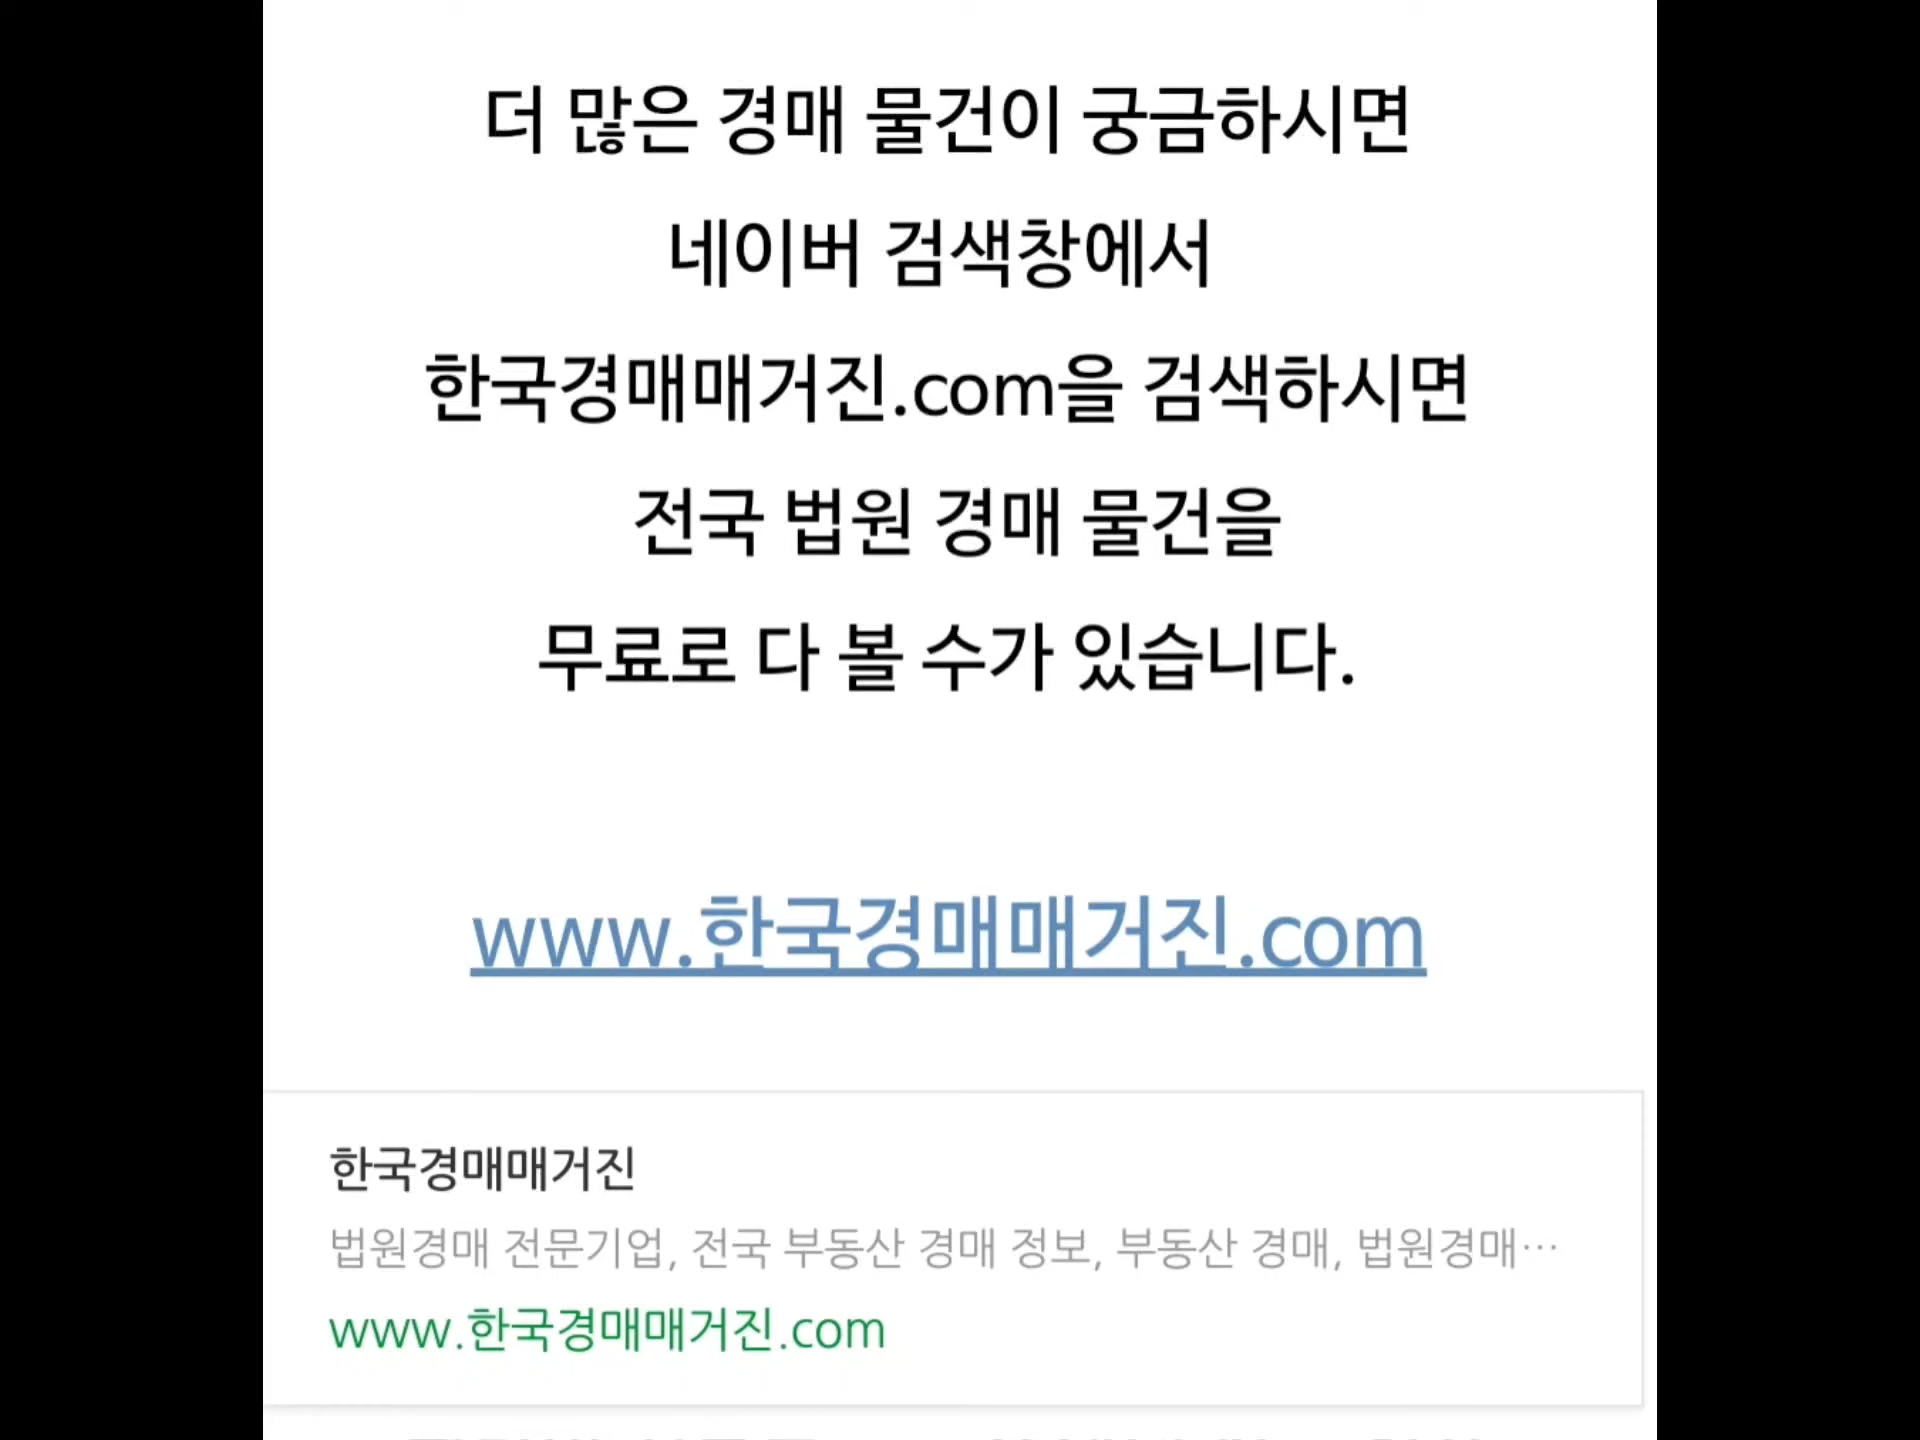 더 많은 경매 물건이 궁금하시면
네이버 검색창에서
한국경매매거진.com을 검색하시면
전국 법원 경매 물건을
무료로 다 볼 수가 있습니다.
www.한국경매매거진.com
한국경매매거진
법원경매 전문기업, 전국 부동산 경매 정보, 부동산 경매, 법원경매…
www.한국경매매거진.com